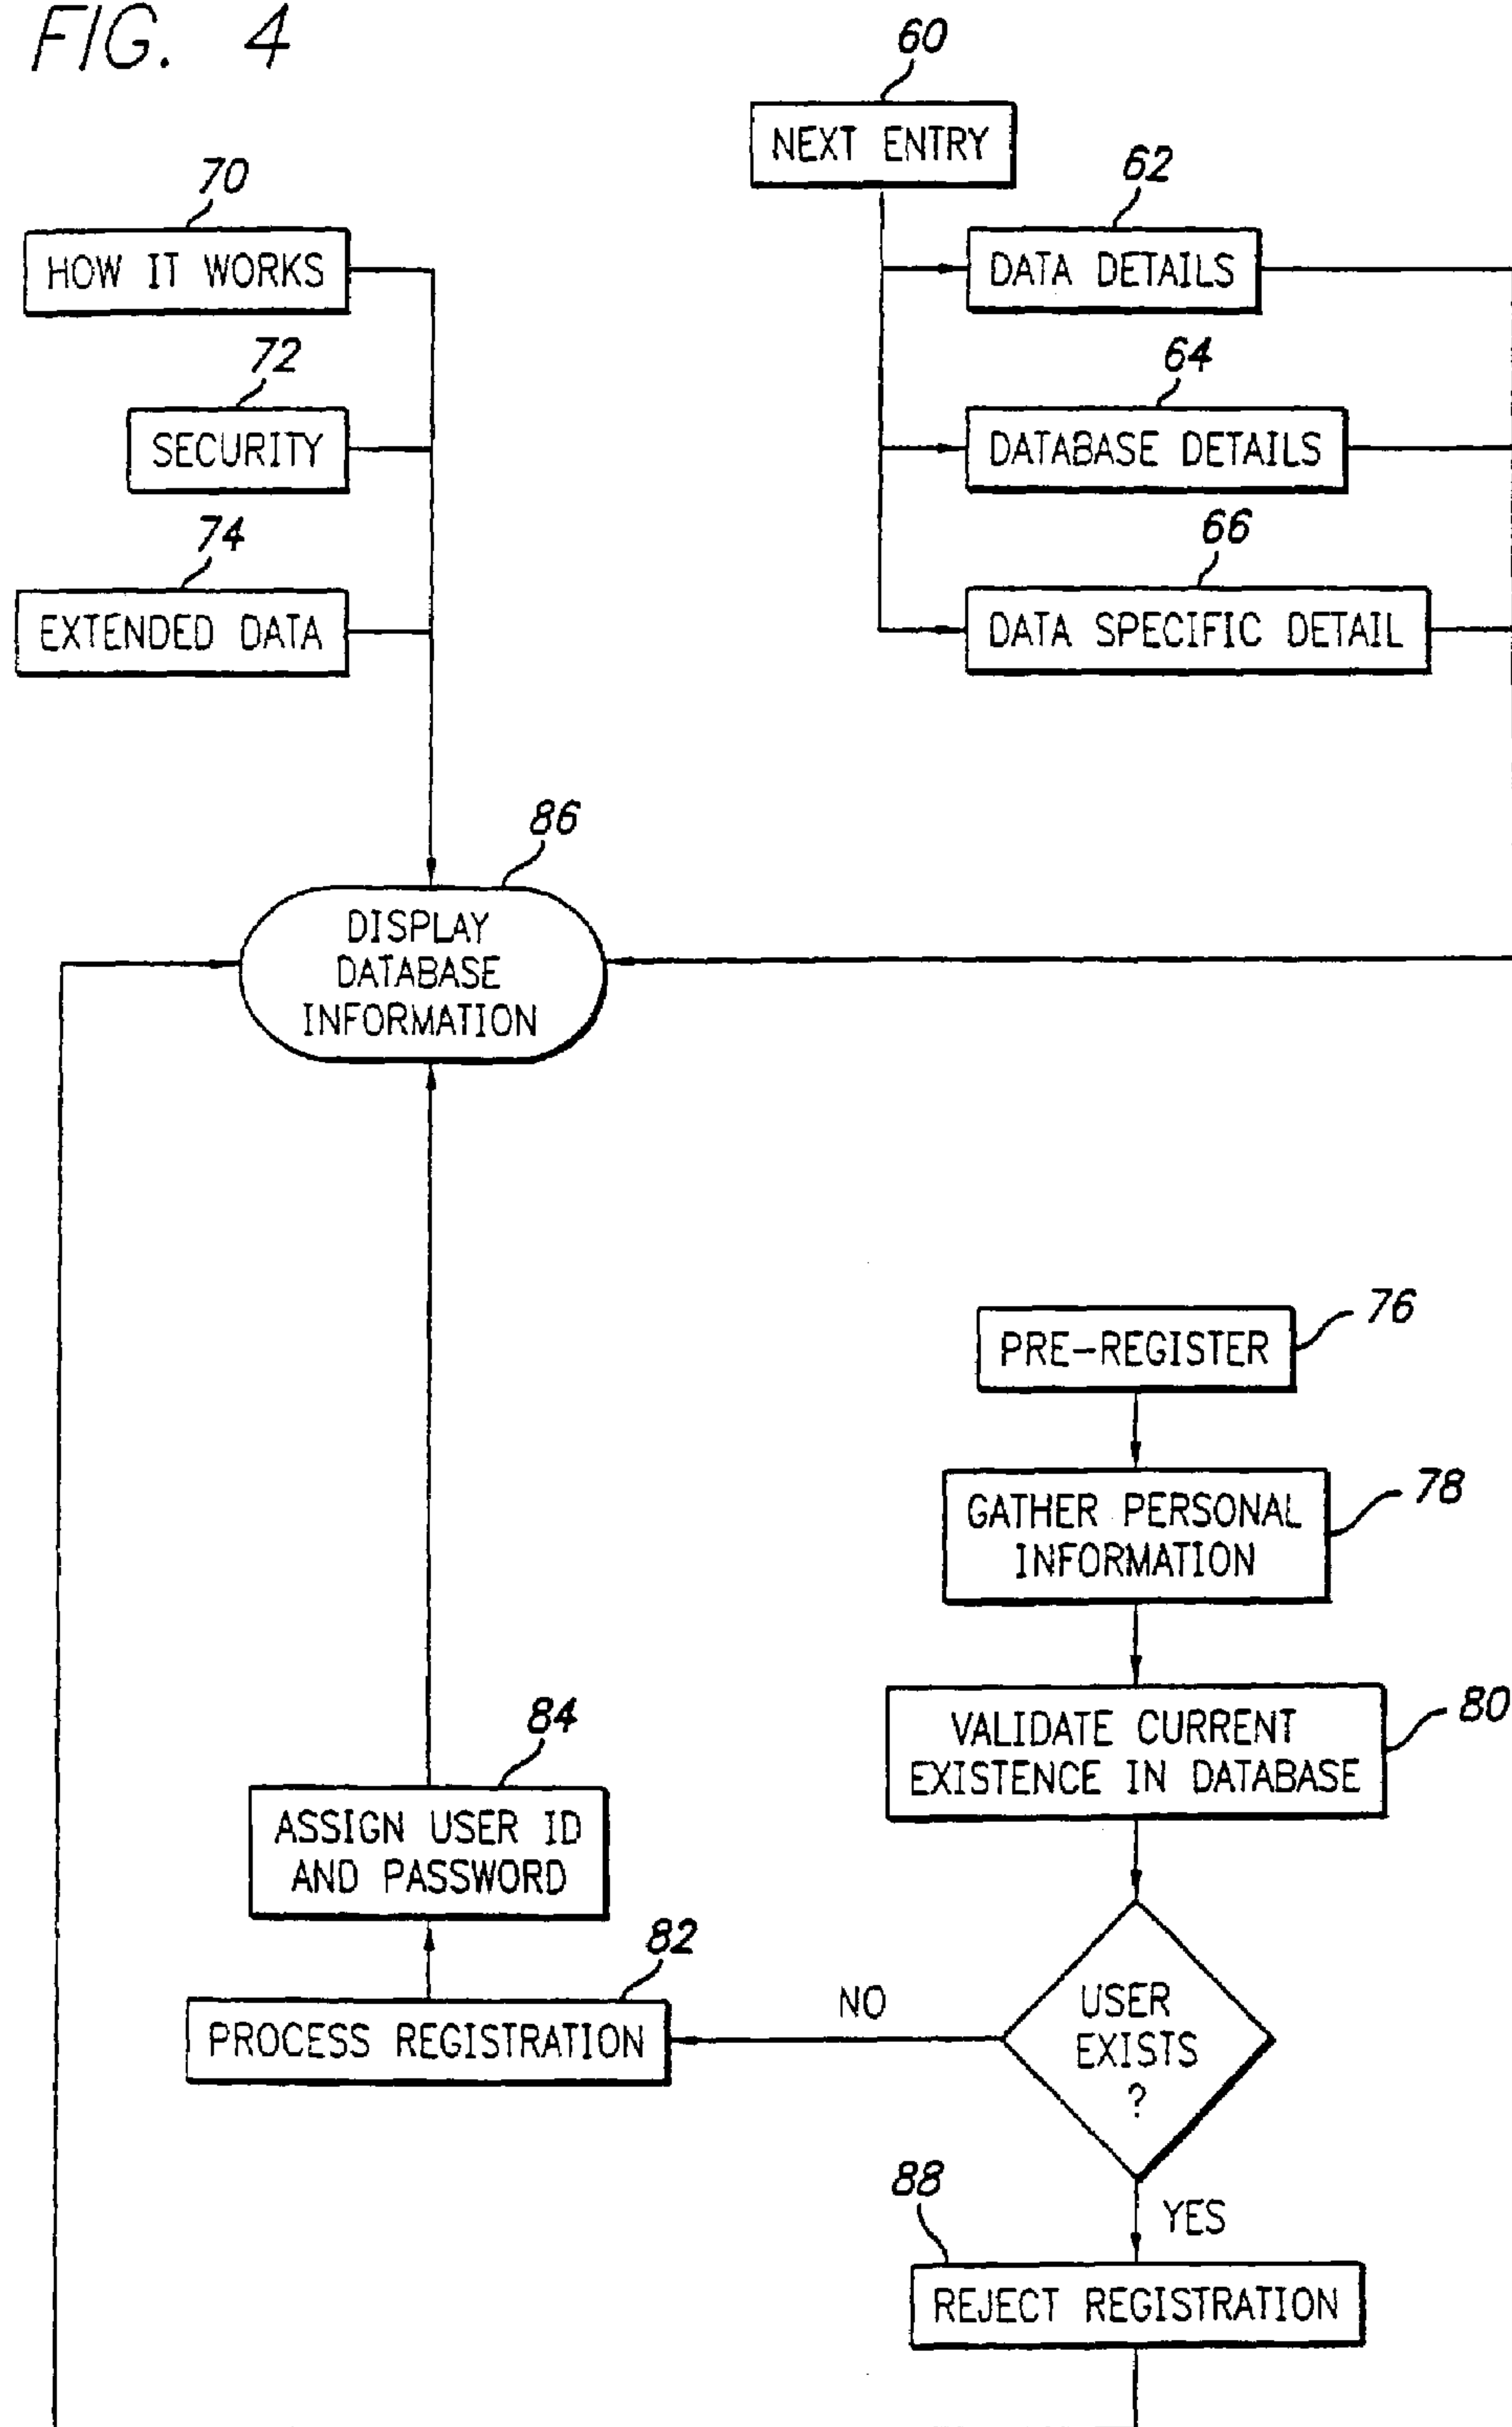 FIG. 4
60
NEXT ENTRY
70
HOW IT WORKS
62
DATA DETAILS
72
SECURITY
64
DATABASE DETAILS
74
EXTENDED DATA
66
DATA SPECIFIC DETAIL
86
DISPLAY
DATABASE
INFORMATION
76
PRE-REGISTER
78
GATHER PERSONAL
INFORMATION
80
VALIDATE CURRENT
EXISTENCE IN DATABASE
84
ASSIGN USER ID
AND PASSWORD
82
PROCESS REGISTRATION
NO
USER
EXISTS
?
YES
88
REJECT REGISTRATION